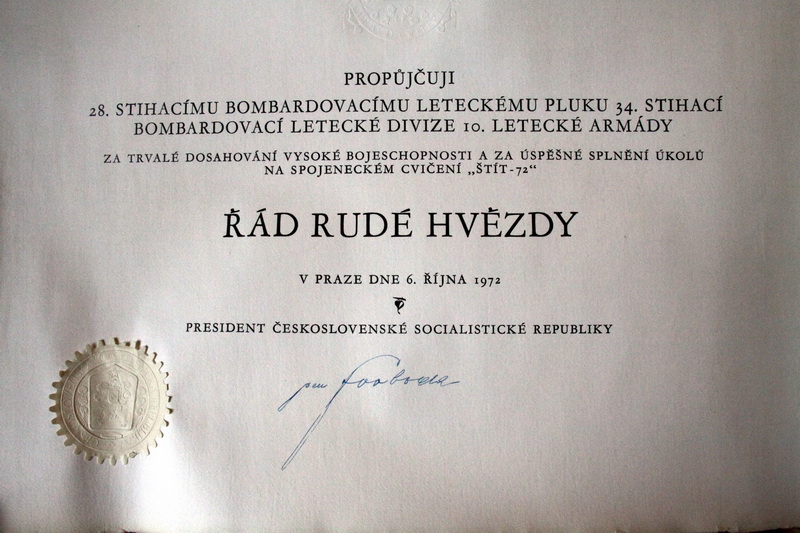 PROPŮJČUJI
28. STIHACÍMU BOMBARDOVACÍMU LETECKÉMU PLUKU 34. STIHACÍ
BOMBARDOVACÍ LETECKÉ DIVIZE 10. LETECKÉ ARMÁDY
ZA TRVALÉ DOSAHOVÁNÍ VYSOKÉ BOJESCHOPNOSTI A ZA ÚSPĚŠNÉ SPLNĚNÍ ÚKOLŮ
NA SPOJENECKÉM CVIČENÍ „ŠTÍT-72“
ŘÁD RUDÉ HVĚZDY
V PRAZE DNE 6. ŘÍJNA 1972
PRESIDENT ČESKOSLOVENSKÉ SOCIALISTICKÉ REPUBLIKY
Svoboda